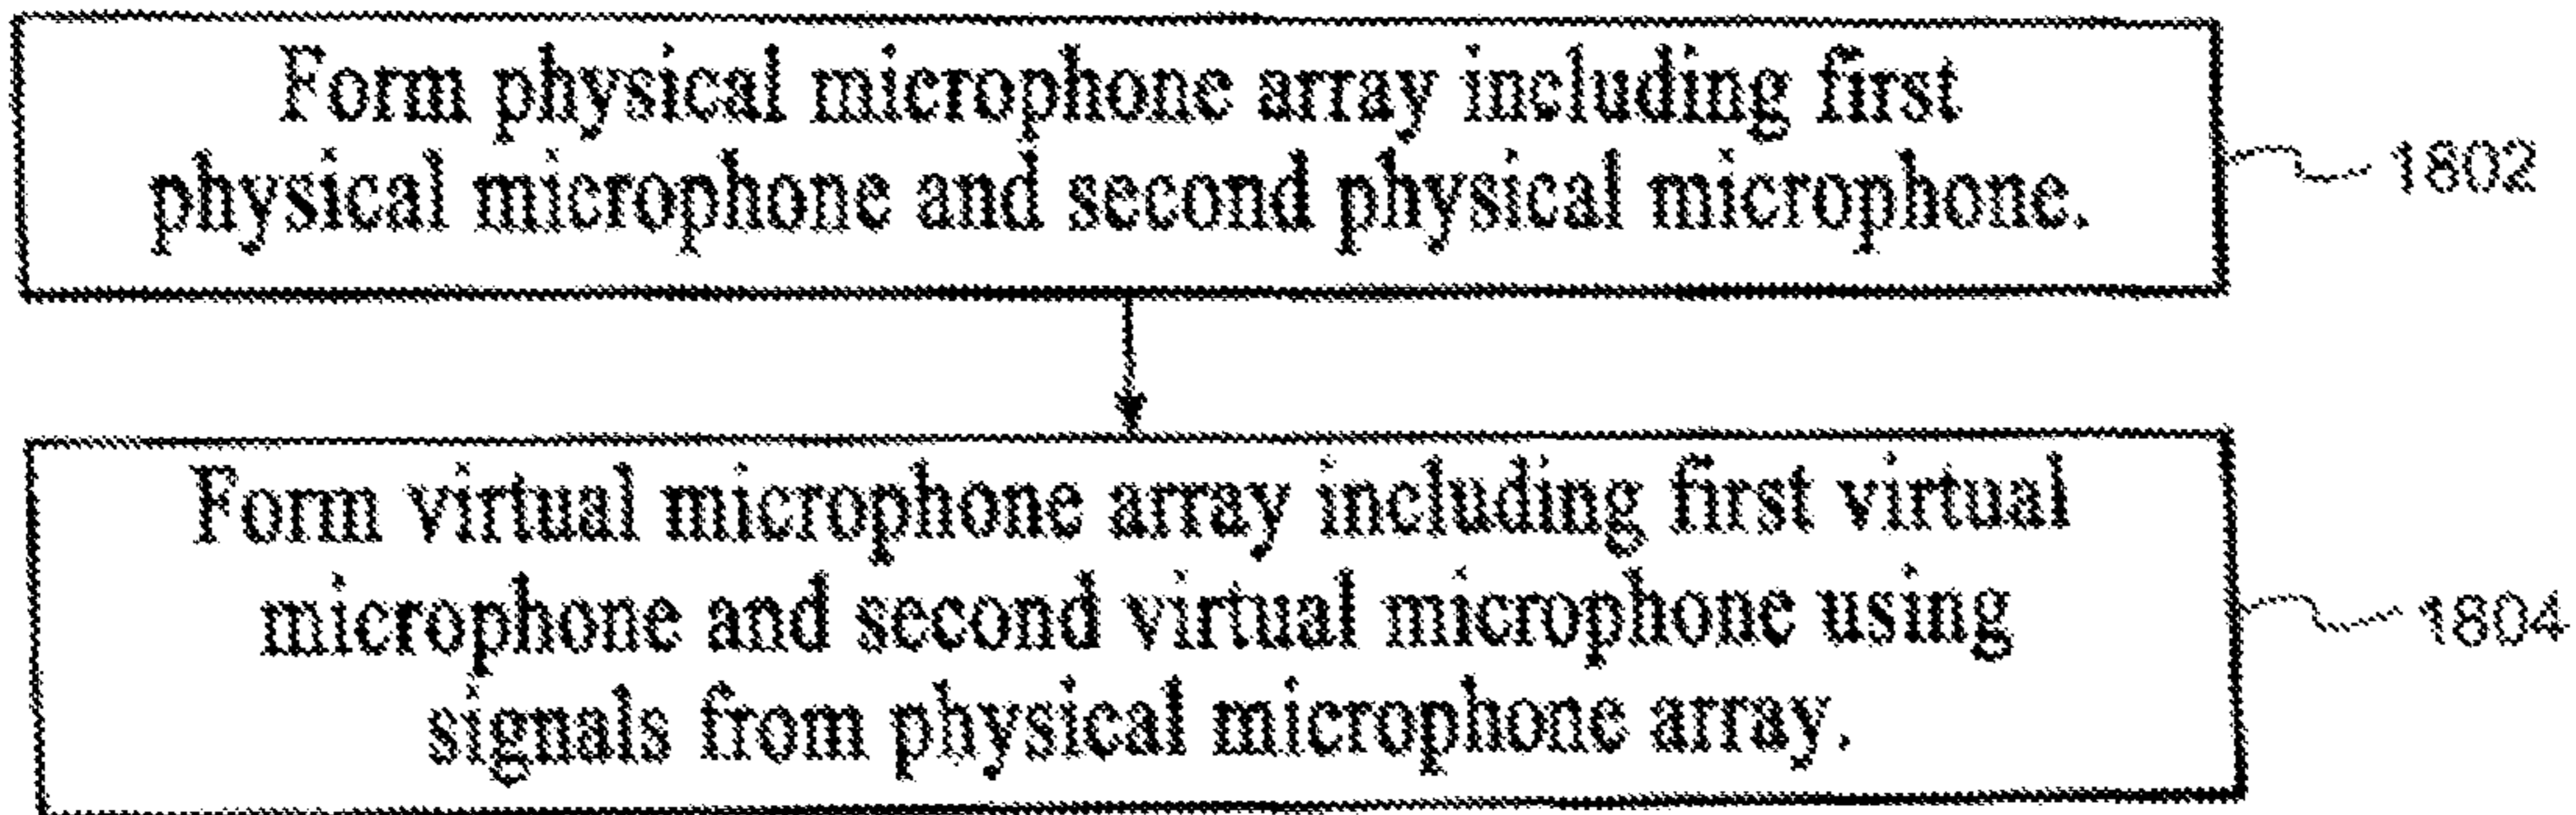 Form physical microphone array including first
physical microphone and second physical microphone.
1802
Form virtual microphone array including first virtual
microphone and second virtual microphone using
signals from physical microphone array.
1804